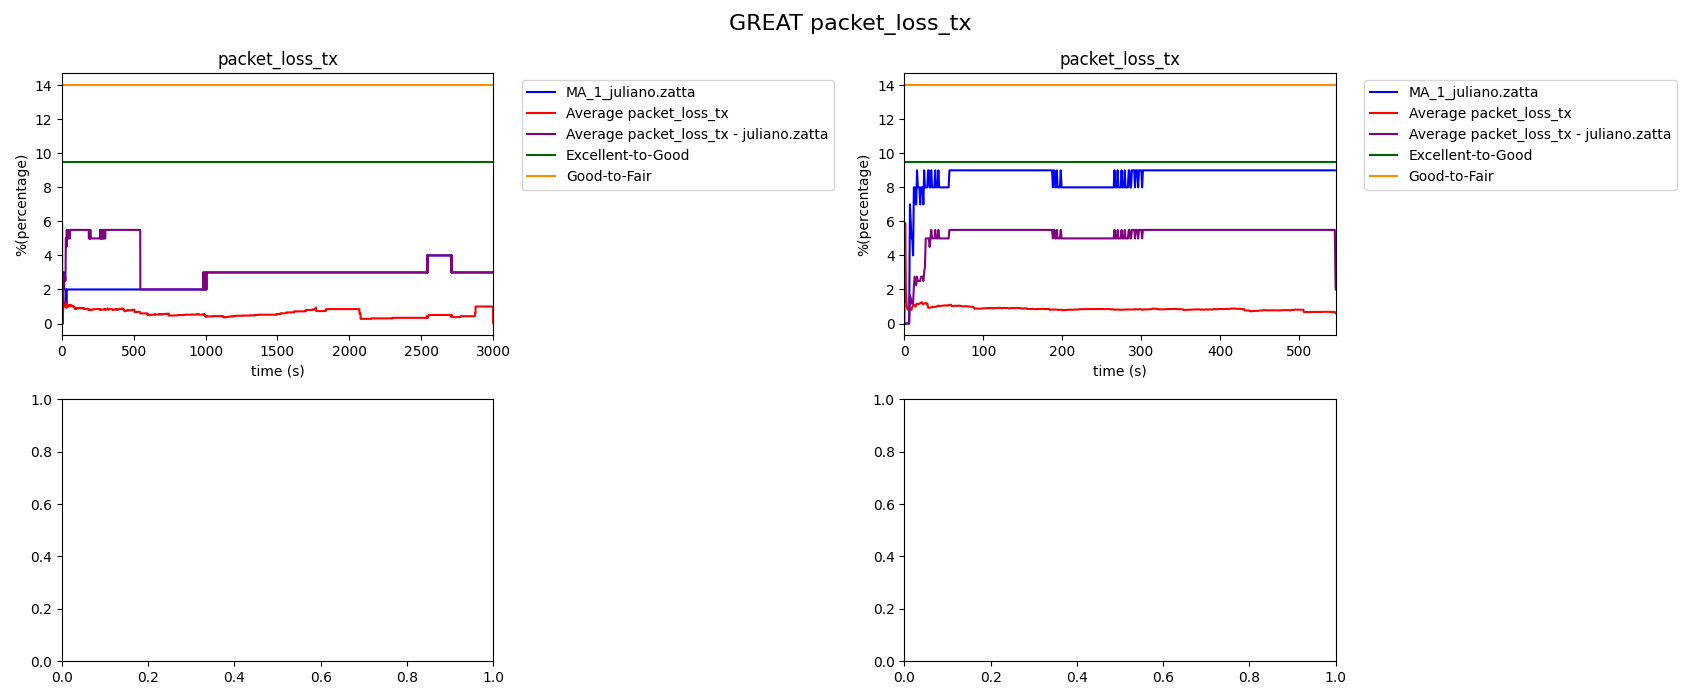 GREAT packet_loss_tx
packet_loss_tx
14
12
10
8
6
4
2
0
%(percentage)
0 500 1000 1500 2000 2500 3000
time (s)
MA_1_juliano.zatta
Average packet_loss_tx
Average packet_loss_tx - juliano.zatta
Excellent-to-Good
Good-to-Fair
packet_loss_tx
14
12
10
8
6
4
2
0
%(percentage)
0 100 200 300 400 500
time (s)
MA_1_juliano.zatta
Average packet_loss_tx
Average packet_loss_tx - juliano.zatta
Excellent-to-Good
Good-to-Fair
1.0
0.8
0.6
0.4
0.2
0.0
0.0 0.2 0.4 0.6 0.8 1.0
1.0
0.8
0.6
0.4
0.2
0.0
0.0 0.2 0.4 0.6 0.8 1.0